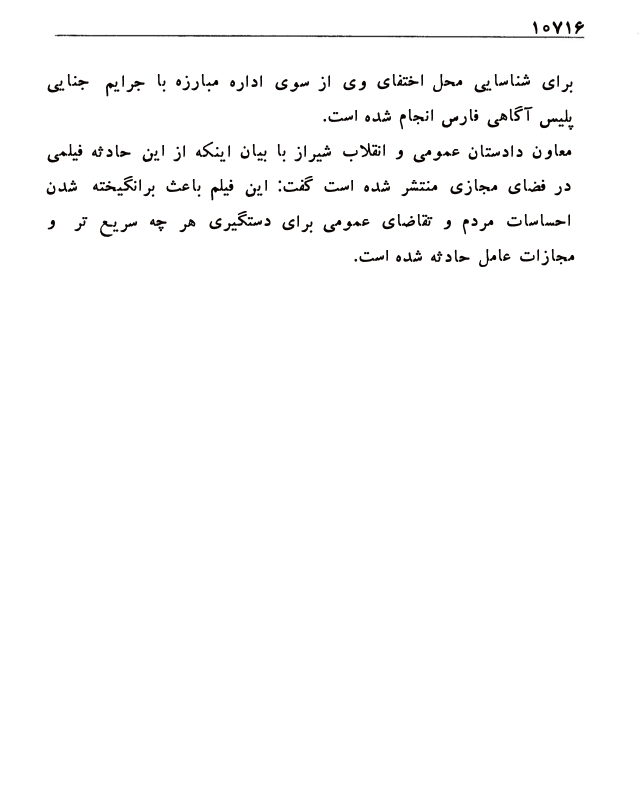 ۱۰۷۱۶
برای شناسایی محل اختفای وی از سوی اداره مبارزه با جرایم جنایی
پلیس آگاهی فارس انجام شده است.
معاون دادستان عمومی و انقلاب شیراز با بیان اینکه از این حادثه فیلمی
در فضای مجازی منتشر شده است گفت: این فیلم باعث برانگیخته شدن
احساسات مردم و تقاضای عمومی برای دستگیری هر چه سریع تر و
مجازات عامل حادثه شده است.